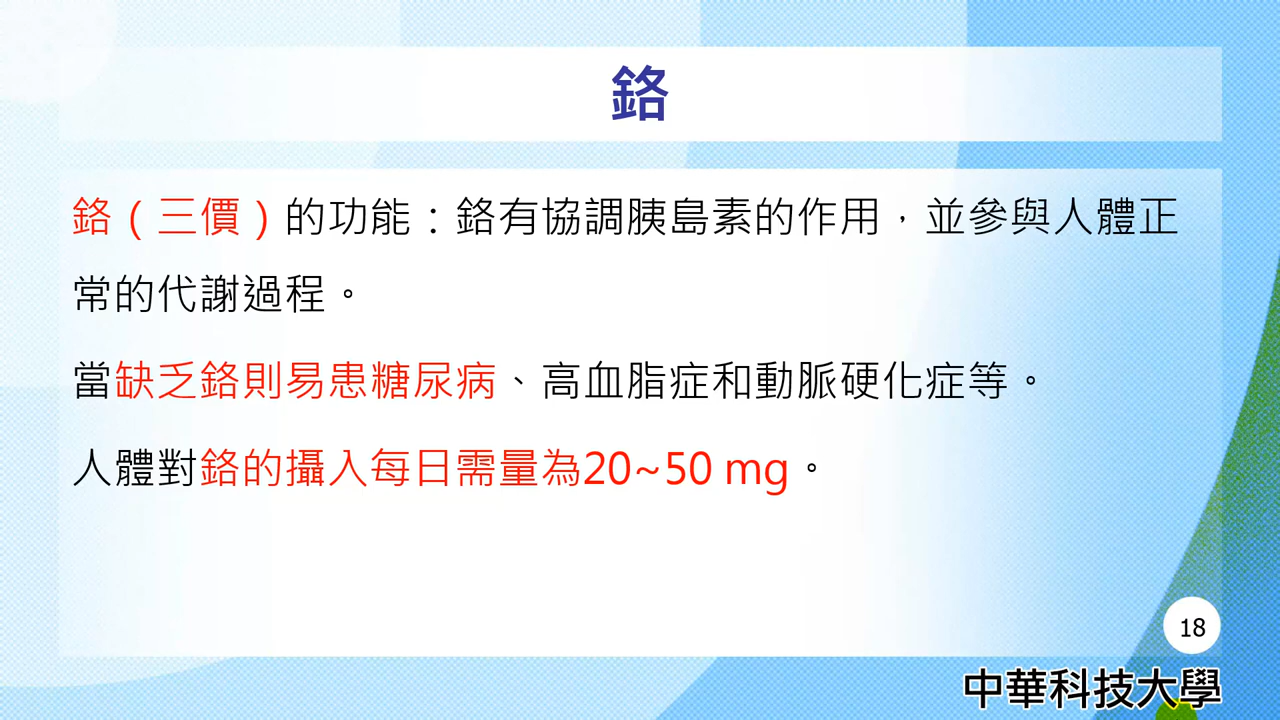 鉻
鉻（三價）的功能：鉻有協調胰島素的作用，並參與人體正
常的代謝過程。
當缺乏鉻則易患糖尿病、高血脂症和動脈硬化症等。
人體對鉻的攝入每日需量為20~50 mg。
18
中華科技大學